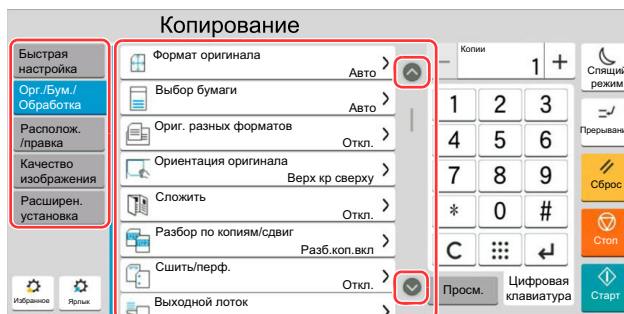 Копирование
Быстрая
настройка
Орг./Бум./
Обработка
Располож.
/правка
Качество
изображения
Расширен.
установка
Избранное
Ярлык
Формат оригинала
Авто
Выбор бумаги
Авто
Ориг. разных форматов
Откл.
Ориентация оригинала
Верх кр сверху
Сложить
Откл.
Разбор по копиям/сдвиг
Разб.коп.вкл
Сшить/перф.
Откл.
Выходной лоток
Копии
− 1 +
1 2 3
4 5 6
7 8 9
* 0 #
C
Просм.
Цифровая
клавиатура
Спящий
режим
Прерывани
Сброс
Стоп
Старт